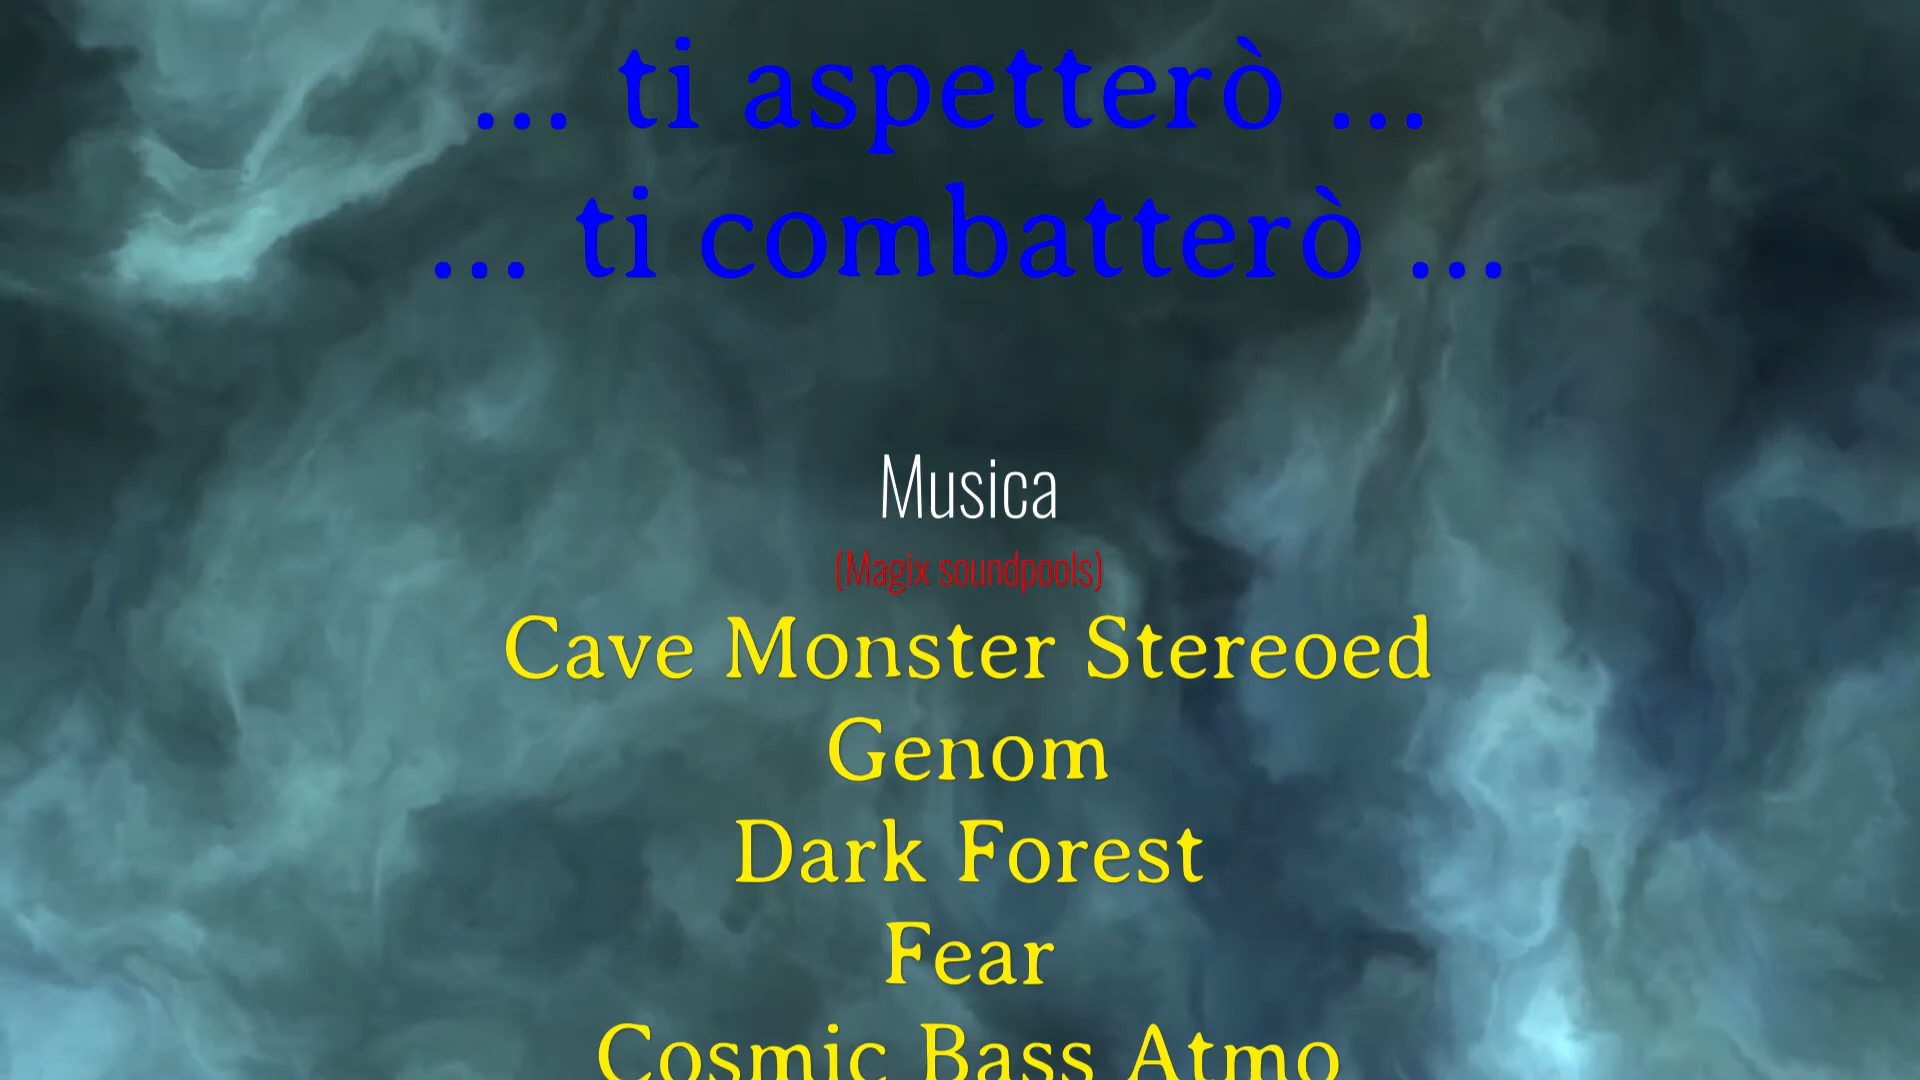 ... ti aspetterò ...
... ti combatterò ...
Musica
(Magix soundpools)
Cave Monster Stereoed
Genom
Dark Forest
Fear
Cosmic Bass Atmo